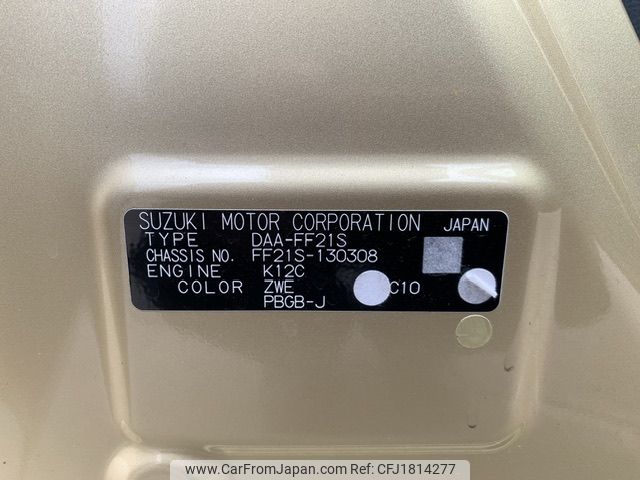 SUZUKI MOTOR CORPORATION JAPAN
TYPE DAA-FF21S
CHASSIS NO. FF21S-130308
ENGINE K12C
COLOR ZWE C10
PBGB-J
www.CarFromJapan.com - ID: CFJ1814277